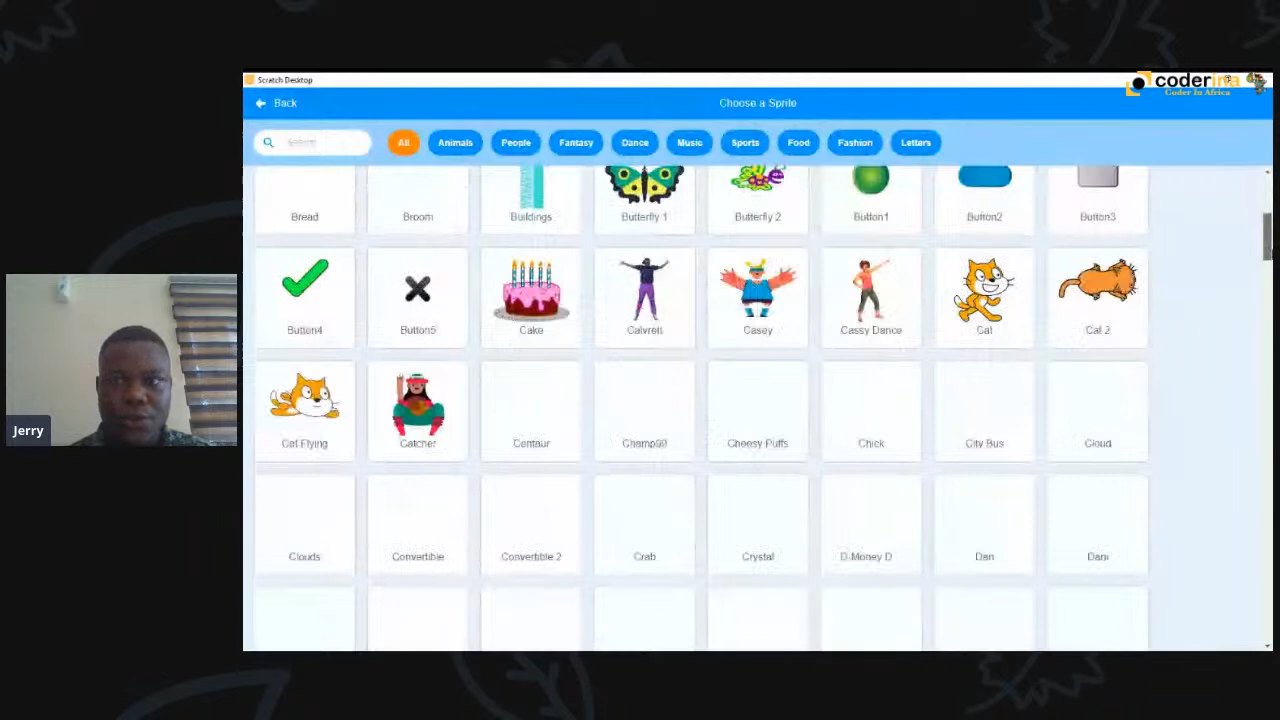 Scratch Desktop
coderina
Coder In Africa
Back
Choose a Sprite
Search
All
Animals
People
Fantasy
Dance
Music
Sports
Food
Fashion
Letters
Bread
Broom
Buildings
Butterfly 1
Butterfly 2
Button1
Button2
Button3
Button4
Button5
Cake
Calvrett
Casey
Cassy Dance
Cat
Cat 2
Cat Flying
Catcher
Centaur
Champ99
Cheesy Puffs
Chick
City Bus
Cloud
Clouds
Convertible
Convertible 2
Crab
Crystal
D-Money D
Dan
Dani
Jerry